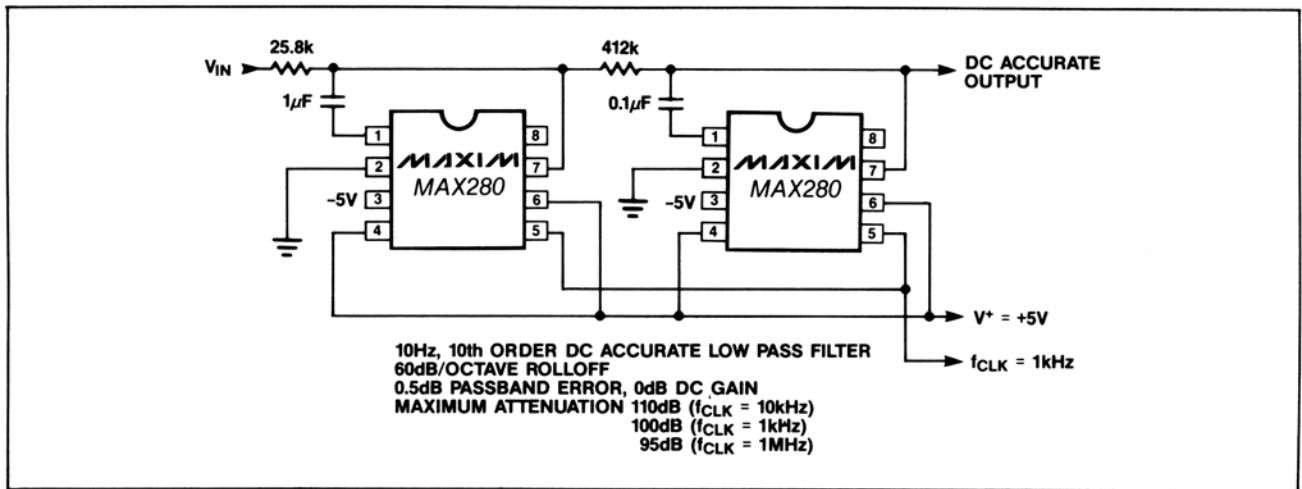 25.8k
412k
VIN
DC ACCURATE
OUTPUT
1µF
0.1µF
1
8
2
7
3
6
4
5
MAXIM
MAX280
-5V
1
8
2
7
3
6
4
5
MAXIM
MAX280
-5V
V+ = +5V
fCLK = 1kHz
10Hz, 10th ORDER DC ACCURATE LOW PASS FILTER
60dB/OCTAVE ROLLOFF
0.5dB PASSBAND ERROR, 0dB DC GAIN
MAXIMUM ATTENUATION 110dB (fCLK = 10kHz)
100dB (fCLK = 1kHz)
95dB (fCLK = 1MHz)